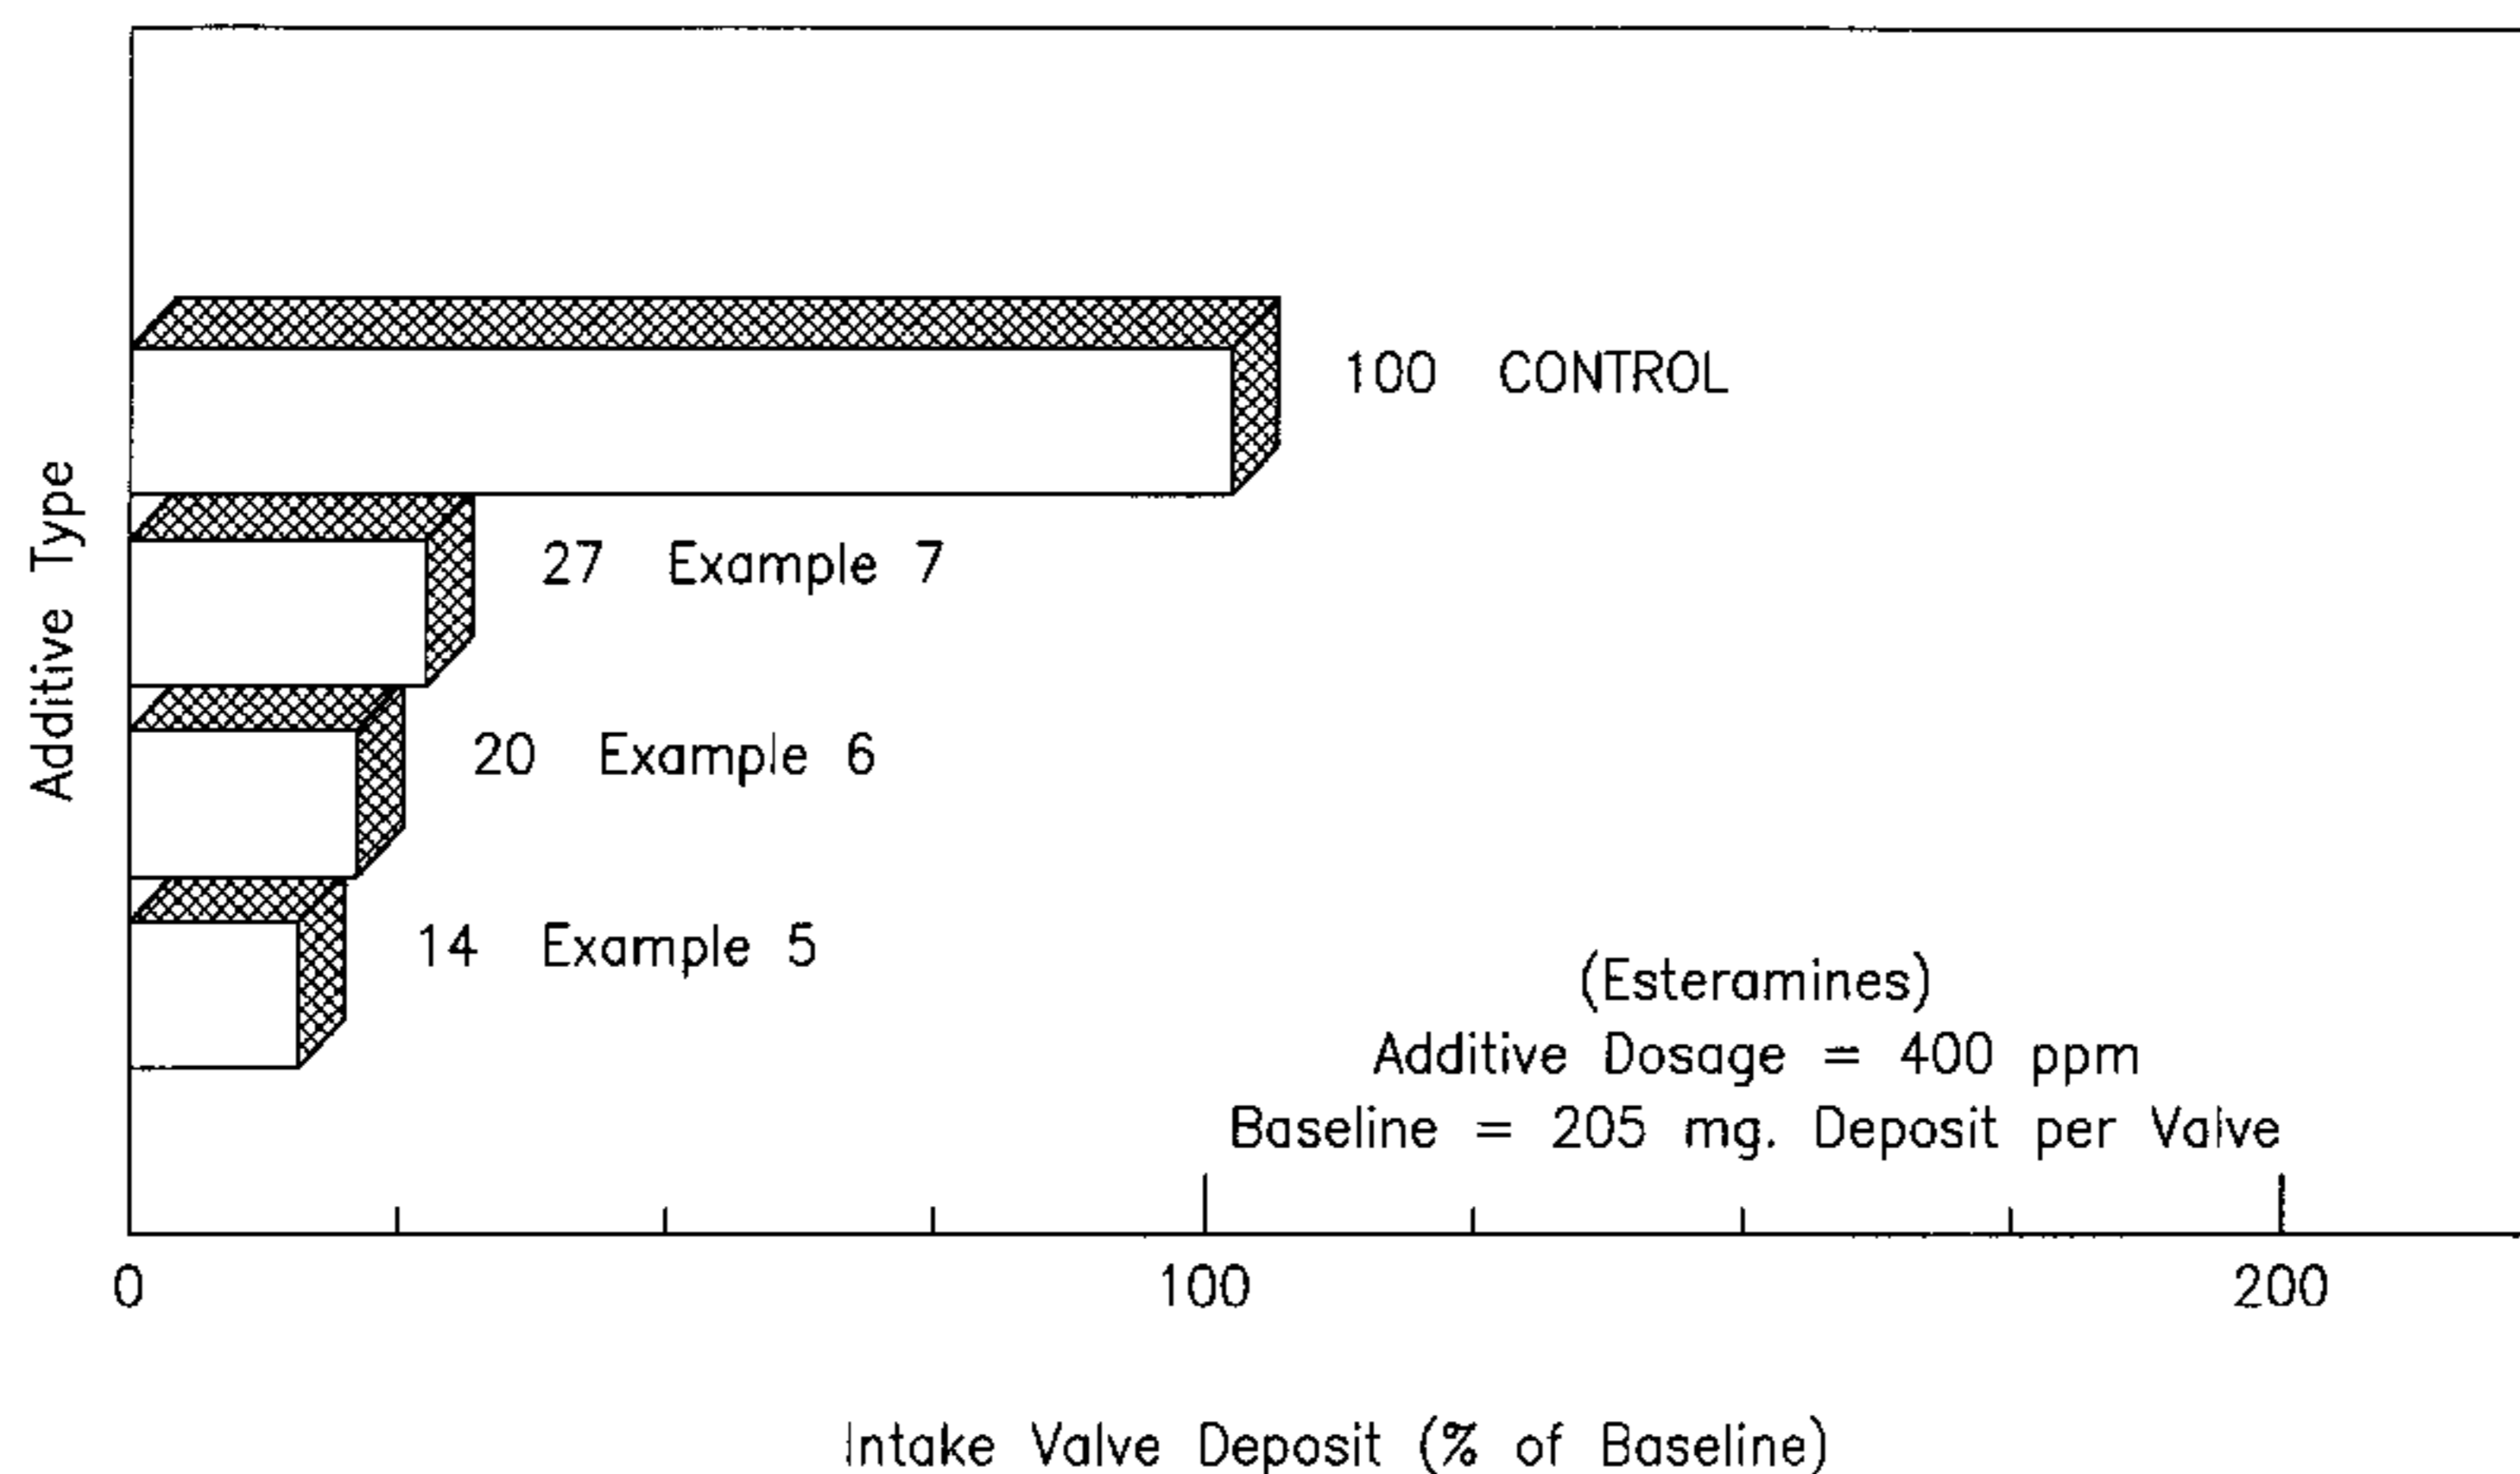 100 CONTROL
27 Example 7
20 Example 6
14 Example 5
Additive Type
(Esteramines)
Additive Dosage = 400 ppm
Baseline = 205 mg. Deposit per Valve
0 100 200
Intake Valve Deposit (% of Baseline)